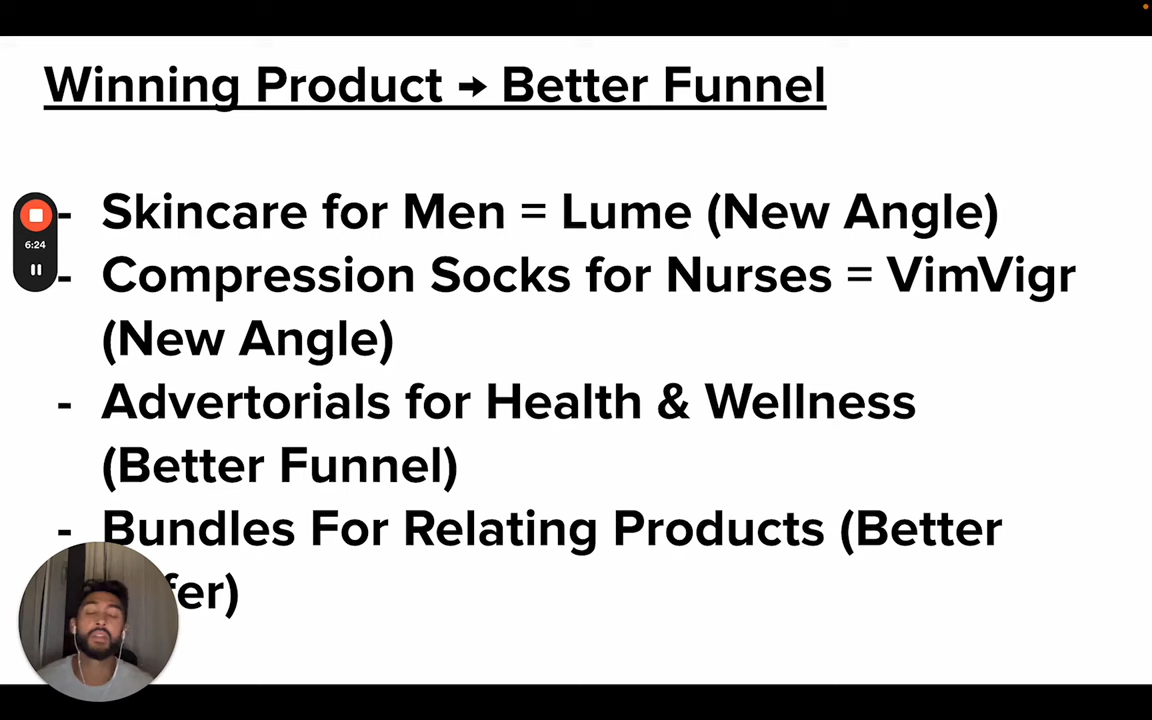 Winning Product → Better Funnel
- Skincare for Men = Lume (New Angle)
6:24
- Compression Socks for Nurses = VimVigr
(New Angle)
- Advertorials for Health & Wellness
(Better Funnel)
- Bundles For Relating Products (Better
fer)